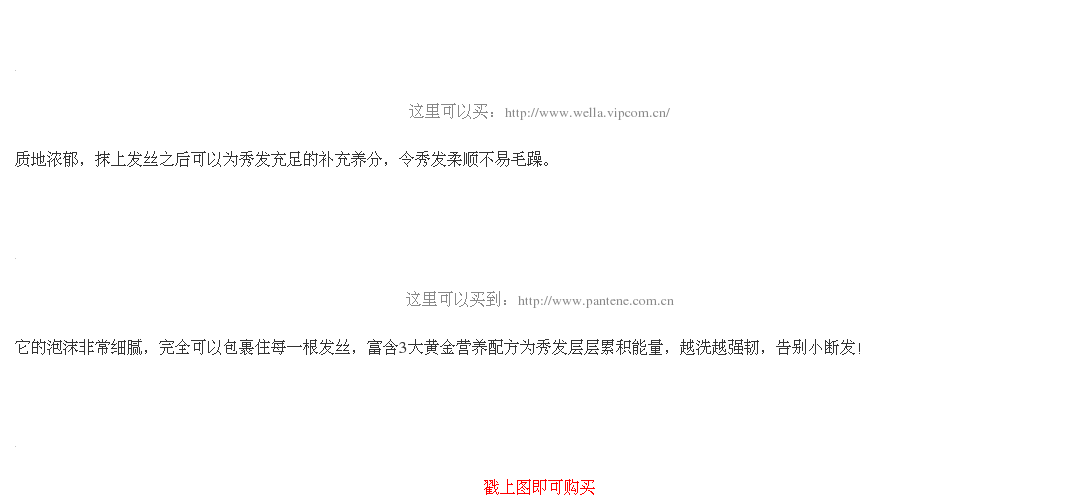 这里可以买：http://www.wella.vipcom.cn/
质地浓郁，抹上发丝之后可以为秀发充足的补充养分，令秀发柔顺不易毛躁。
这里可以买到：http://www.pantene.com.cn
它的泡沫非常细腻，完全可以包裹住每一根发丝，富含3大黄金营养配方为秀发层层累积能量，越洗越强韧，告别小断发！
戳上图即可购买